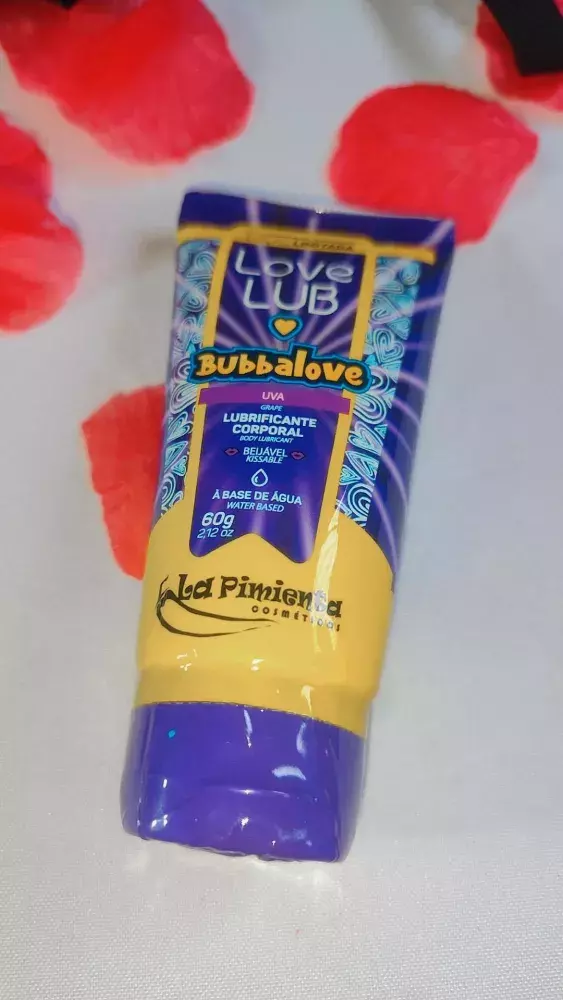 Love
LUB
Bubbalove
UVA
GRAPE
LUBRIFICANTE
CORPORAL
BODY LUBRICANT
BEIJÁVEL
KISSABLE
À BASE DE ÁGUA
WATER BASED
60g
2,12 oz
La Pimienta
COSMÉTICOS